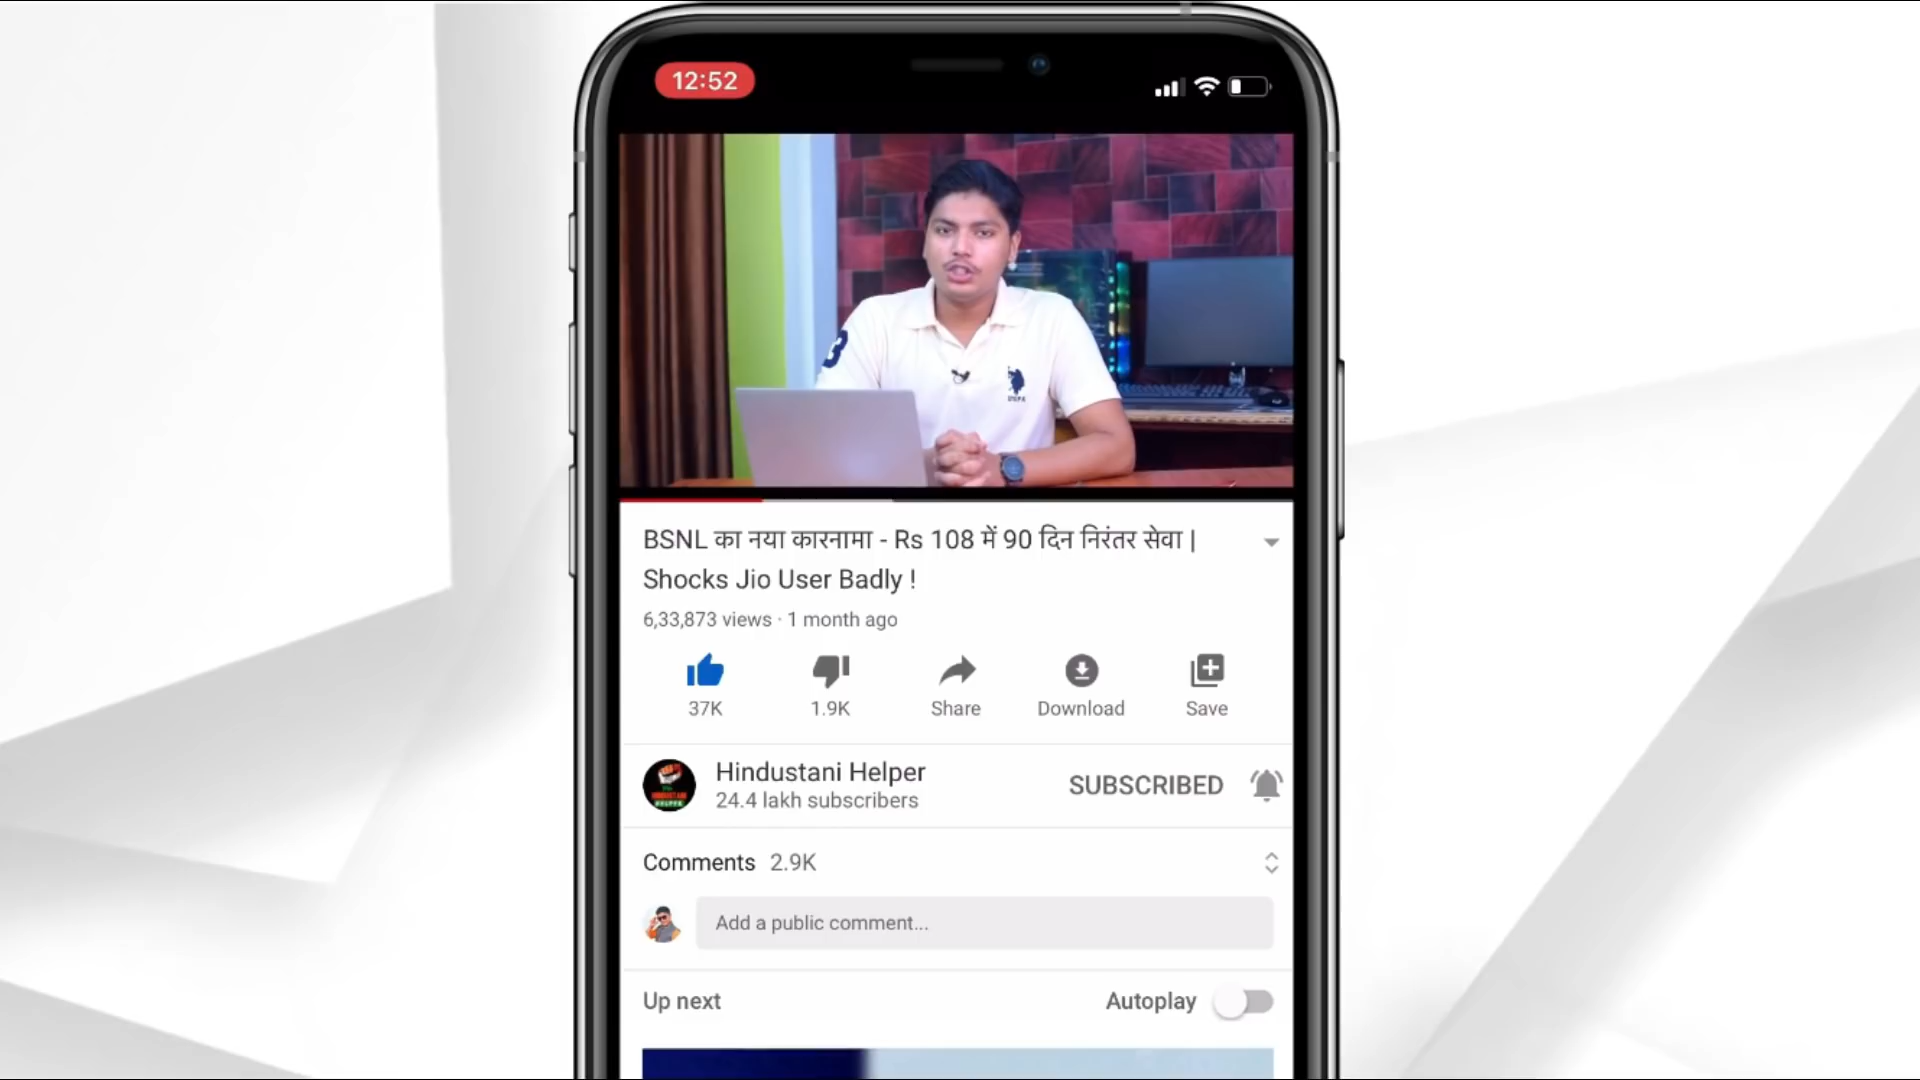 12:52
BSNL का नया कारनामा - Rs 108 में 90 दिन निरंतर सेवा |
Shocks Jio User Badly !
6,33,873 views · 1 month ago
37K
1.9K
Share
Download
Save
Hindustani Helper
24.4 lakh subscribers
SUBSCRIBED
Comments 2.9K
Add a public comment...
Up next
Autoplay